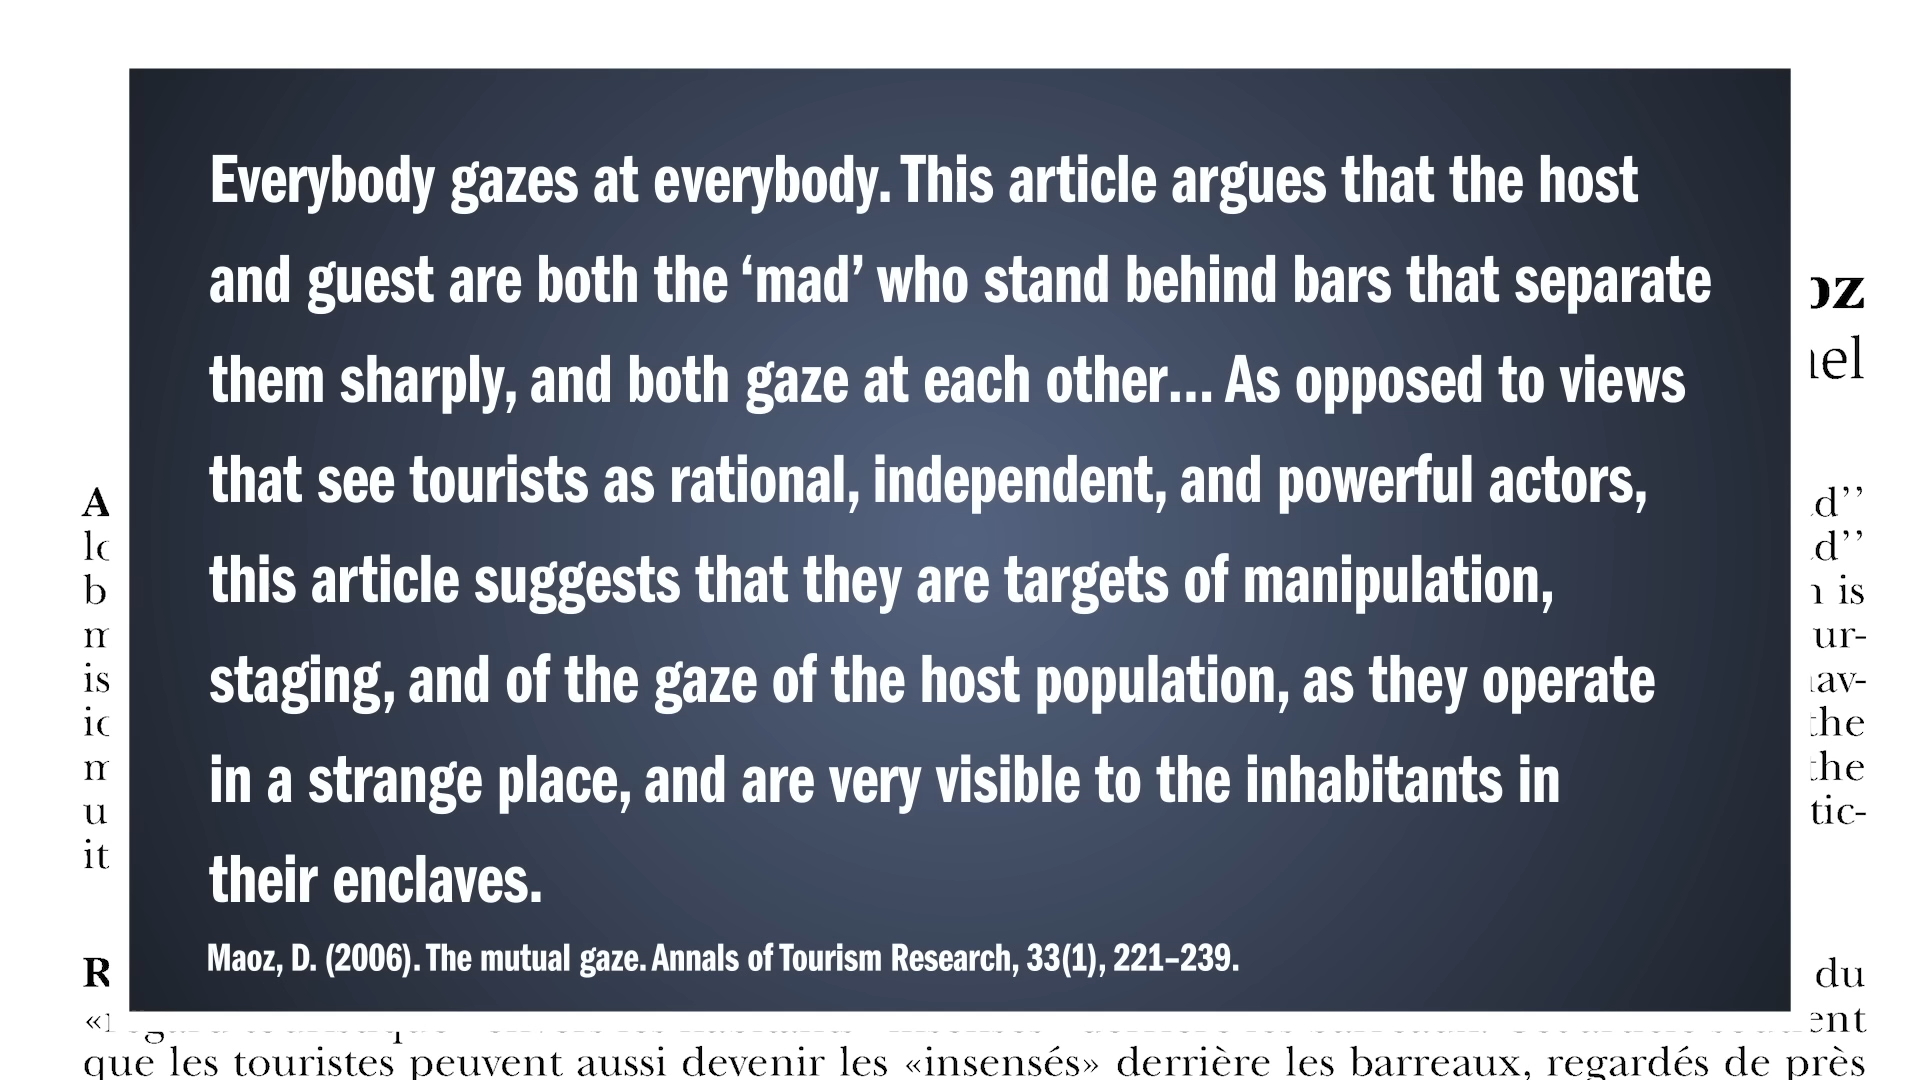 Everybody gazes at everybody. This article argues that the host
and guest are both the ‘mad’ who stand behind bars that separate
them sharply, and both gaze at each other... As opposed to views
that see tourists as rational, independent, and powerful actors,
this article suggests that they are targets of manipulation,
staging, and of the gaze of the host population, as they operate
in a strange place, and are very visible to the inhabitants in
their enclaves.
Maoz, D. (2006). The mutual gaze. Annals of Tourism Research, 33(1), 221–239.
is
the
the
it
du
que les touristes peuvent aussi devenir les «insensés» derrière les barreaux, regardés de près